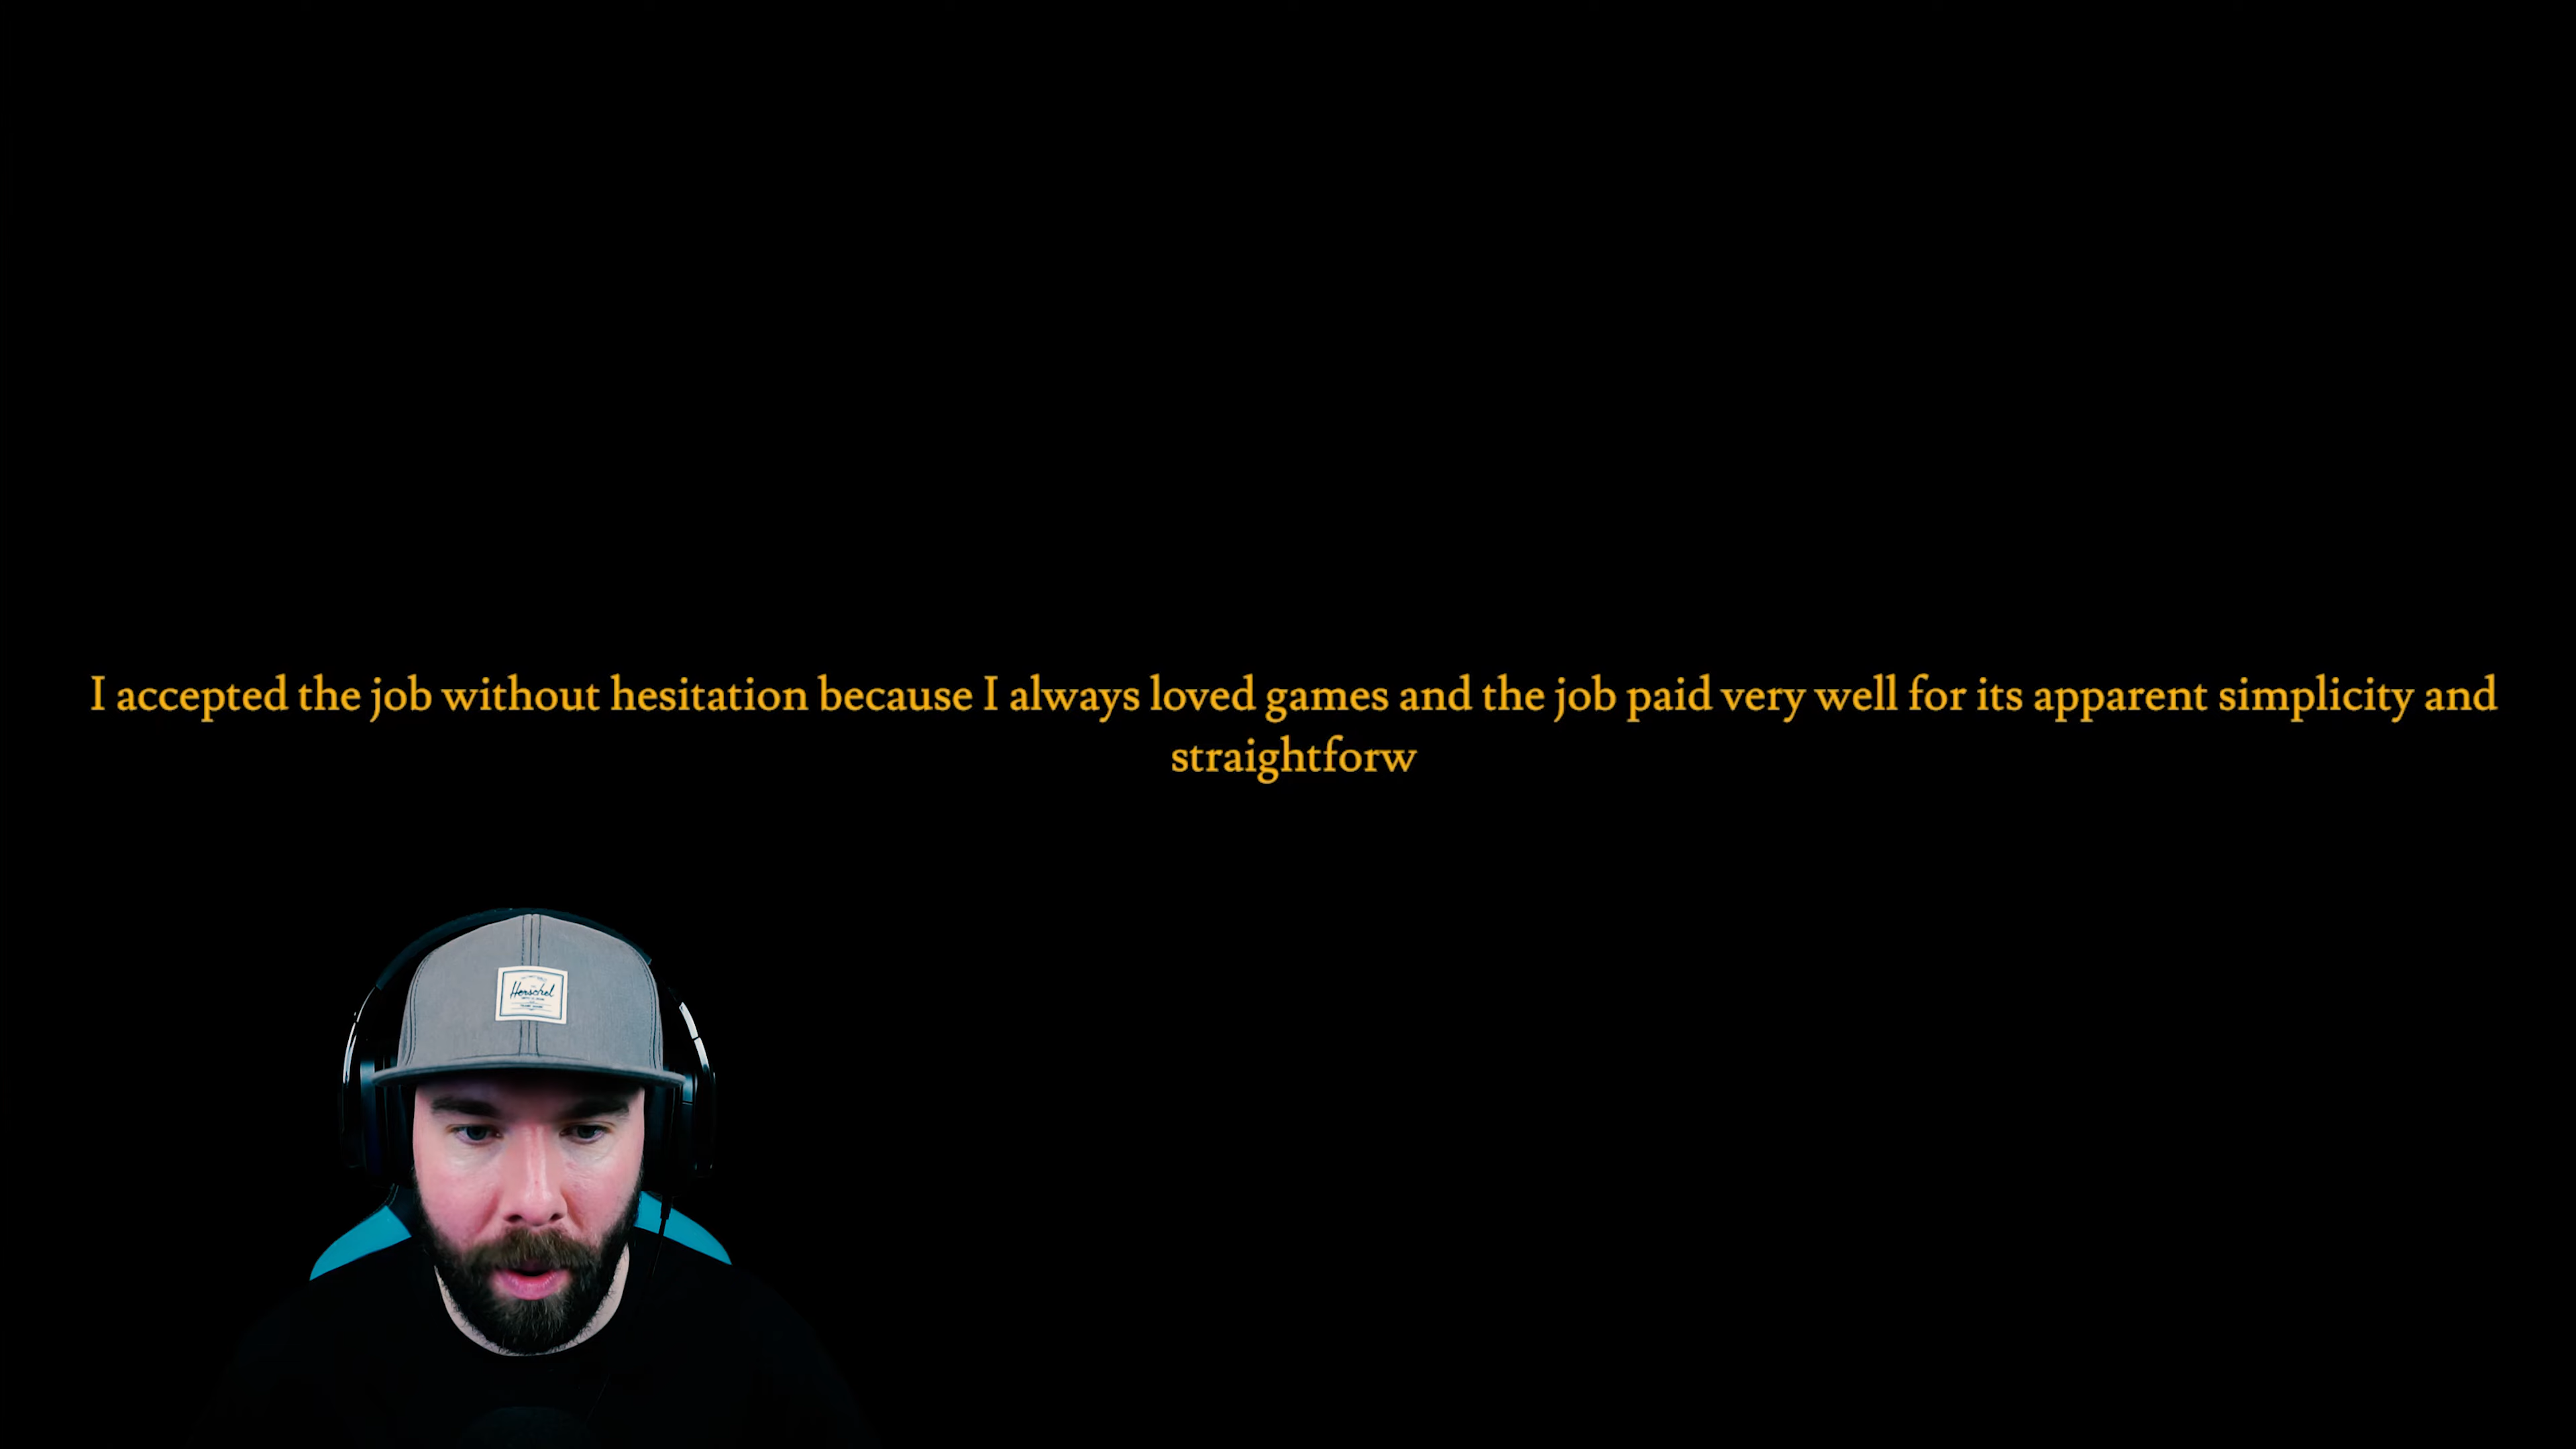 I accepted the job without hesitation because I always loved games and the job paid very well for its apparent simplicity and
straightforw
Herschel